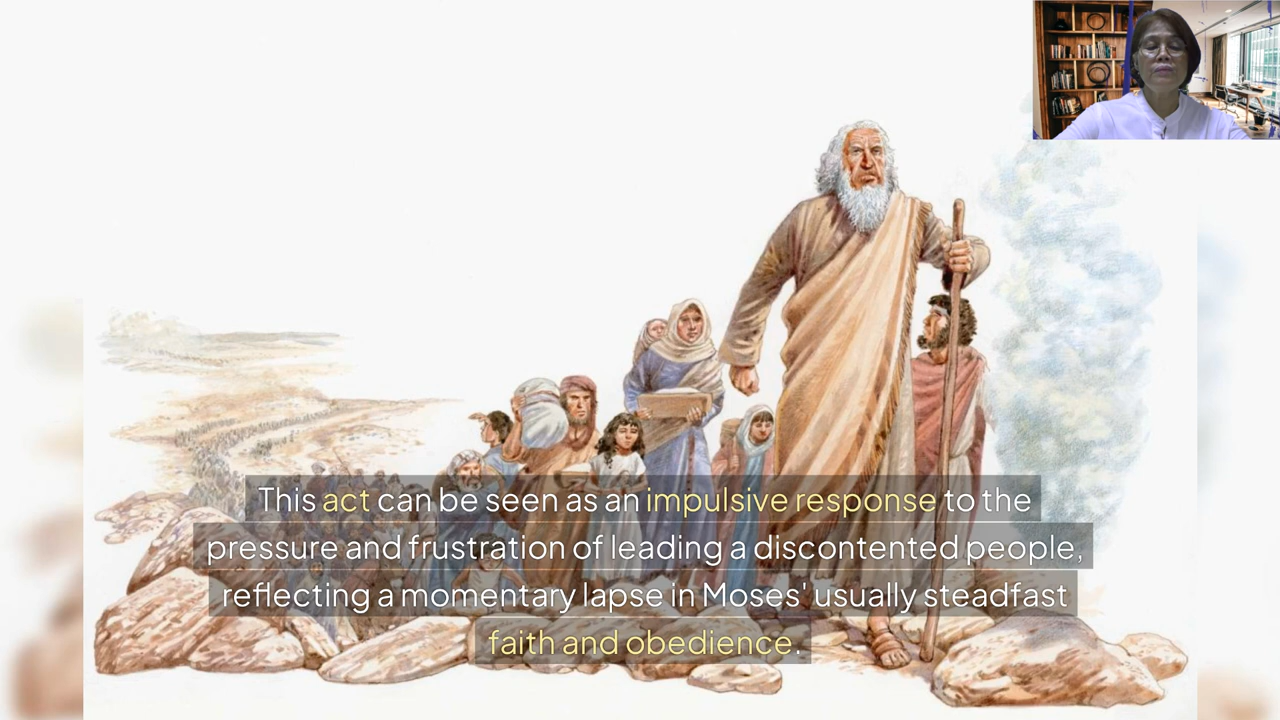 This act can be seen as an impulsive response to the
pressure and frustration of leading a discontented people,
reflecting a momentary lapse in Moses' usually steadfast
faith and obedience.